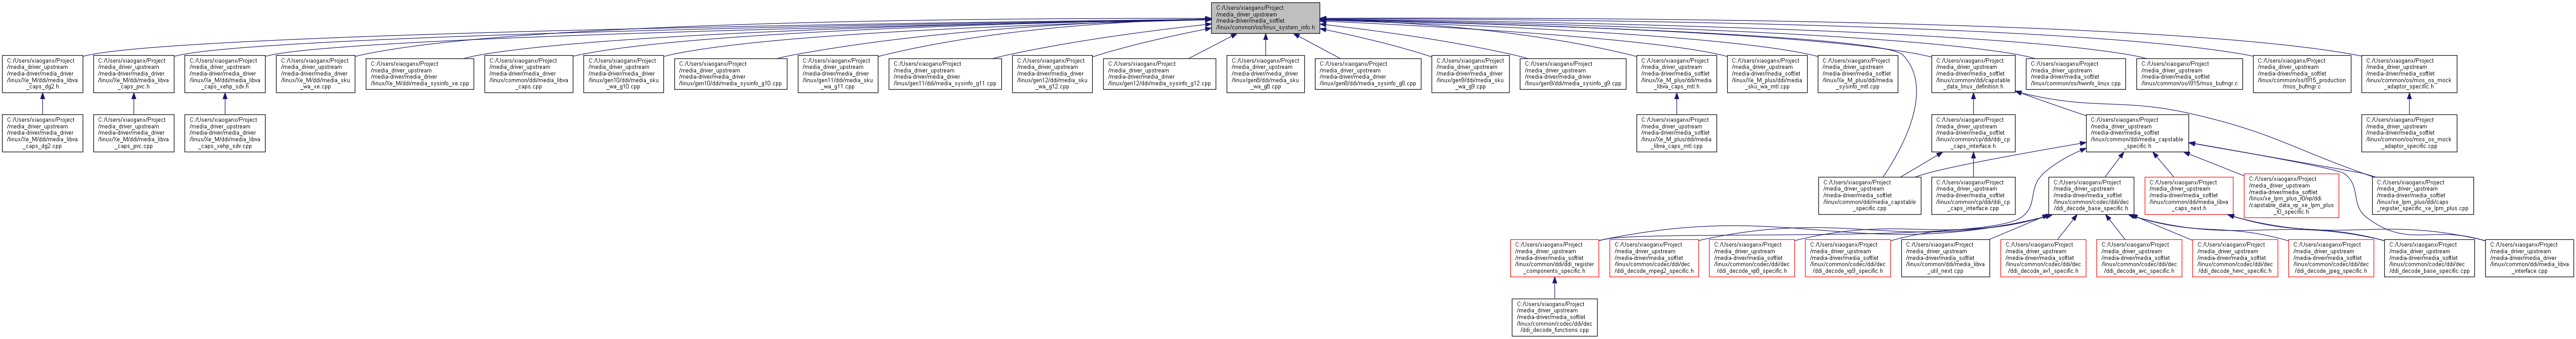 C:/Users/xiaoganx/Project
/media_driver_upstream
/media-driver/media_softlet
/linux/common/os/linux_system_info.h
C:/Users/xiaoganx/Project
/media_driver_upstream
/media-driver/media_driver
/linux/Xe_M/ddi/media_libva
_caps_dg2.h
C:/Users/xiaoganx/Project
/media_driver_upstream
/media-driver/media_driver
/linux/Xe_M/ddi/media_libva
_caps_pvc.h
C:/Users/xiaoganx/Project
/media_driver_upstream
/media-driver/media_driver
/linux/Xe_M/ddi/media_libva
_caps_xehp_sdv.h
C:/Users/xiaoganx/Project
/media_driver_upstream
/media-driver/media_driver
/linux/Xe_M/ddi/media_sku
_wa_xe.cpp
C:/Users/xiaoganx/Project
/media_driver_upstream
/media-driver/media_driver
/linux/Xe_M/ddi/media_sysinfo_xe.cpp
C:/Users/xiaoganx/Project
/media_driver_upstream
/media-driver/media_driver
/linux/common/ddi/media_libva
_caps.cpp
C:/Users/xiaoganx/Project
/media_driver_upstream
/media-driver/media_driver
/linux/gen10/ddi/media_sku
_wa_g10.cpp
C:/Users/xiaoganx/Project
/media_driver_upstream
/media-driver/media_driver
/linux/gen10/ddi/media_sysinfo_g10.cpp
C:/Users/xiaoganx/Project
/media_driver_upstream
/media-driver/media_driver
/linux/gen11/ddi/media_sku
_wa_g11.cpp
C:/Users/xiaoganx/Project
/media_driver_upstream
/media-driver/media_driver
/linux/gen11/ddi/media_sysinfo_g11.cpp
C:/Users/xiaoganx/Project
/media_driver_upstream
/media-driver/media_driver
/linux/gen12/ddi/media_sku
_wa_g12.cpp
C:/Users/xiaoganx/Project
/media_driver_upstream
/media-driver/media_driver
/linux/gen12/ddi/media_sysinfo_g12.cpp
C:/Users/xiaoganx/Project
/media_driver_upstream
/media-driver/media_driver
/linux/gen8/ddi/media_sku
_wa_g8.cpp
C:/Users/xiaoganx/Project
/media_driver_upstream
/media-driver/media_driver
/linux/gen8/ddi/media_sysinfo_g8.cpp
C:/Users/xiaoganx/Project
/media_driver_upstream
/media-driver/media_driver
/linux/gen9/ddi/media_sku
_wa_g9.cpp
C:/Users/xiaoganx/Project
/media_driver_upstream
/media-driver/media_driver
/linux/gen9/ddi/media_sysinfo_g9.cpp
C:/Users/xiaoganx/Project
/media_driver_upstream
/media-driver/media_softlet
/linux/Xe_M_plus/ddi/media
_libva_caps_mtl.h
C:/Users/xiaoganx/Project
/media_driver_upstream
/media-driver/media_softlet
/linux/Xe_M_plus/ddi/media
_sku_wa_mtl.cpp
C:/Users/xiaoganx/Project
/media_driver_upstream
/media-driver/media_softlet
/linux/Xe_M_plus/ddi/media
_sysinfo_mtl.cpp
C:/Users/xiaoganx/Project
/media_driver_upstream
/media-driver/media_softlet
/linux/common/ddi/capstable
_data_linux_definition.h
C:/Users/xiaoganx/Project
/media_driver_upstream
/media-driver/media_softlet
/linux/common/os/hwinfo_linux.cpp
C:/Users/xiaoganx/Project
/media_driver_upstream
/media-driver/media_softlet
/linux/common/os/i915/mos_bufmgr.c
C:/Users/xiaoganx/Project
/media_driver_upstream
/media-driver/media_softlet
/linux/common/os/i915_production
/mos_bufmgr.c
C:/Users/xiaoganx/Project
/media_driver_upstream
/media-driver/media_softlet
/linux/common/os/mos_os_mock
_adaptor_specific.h
C:/Users/xiaoganx/Project
/media_driver_upstream
/media-driver/media_driver
/linux/Xe_M/ddi/media_libva
_caps_dg2.cpp
C:/Users/xiaoganx/Project
/media_driver_upstream
/media-driver/media_driver
/linux/Xe_M/ddi/media_libva
_caps_pvc.cpp
C:/Users/xiaoganx/Project
/media_driver_upstream
/media-driver/media_driver
/linux/Xe_M/ddi/media_libva
_caps_xehp_sdv.cpp
C:/Users/xiaoganx/Project
/media_driver_upstream
/media-driver/media_softlet
/linux/Xe_M_plus/ddi/media
_libva_caps_mtl.cpp
C:/Users/xiaoganx/Project
/media_driver_upstream
/media-driver/media_softlet
/linux/common/cp/ddi/ddi_cp
_caps_interface.h
C:/Users/xiaoganx/Project
/media_driver_upstream
/media-driver/media_softlet
/linux/common/ddi/media_capstable
_specific.h
C:/Users/xiaoganx/Project
/media_driver_upstream
/media-driver/media_softlet
/linux/common/os/mos_os_mock
_adaptor_specific.cpp
C:/Users/xiaoganx/Project
/media_driver_upstream
/media-driver/media_softlet
/linux/common/ddi/media_capstable
_specific.cpp
C:/Users/xiaoganx/Project
/media_driver_upstream
/media-driver/media_softlet
/linux/common/cp/ddi/ddi_cp
_caps_interface.cpp
C:/Users/xiaoganx/Project
/media_driver_upstream
/media-driver/media_softlet
/linux/common/codec/ddi/dec
/ddi_decode_base_specific.h
C:/Users/xiaoganx/Project
/media_driver_upstream
/media-driver/media_softlet
/linux/common/ddi/media_libva
_caps_next.h
C:/Users/xiaoganx/Project
/media_driver_upstream
/media-driver/media_softlet
/linux/xe_lpm_plus_r0/vp/ddi
/capstable_data_vp_xe_lpm_plus
_r0_specific.h
C:/Users/xiaoganx/Project
/media_driver_upstream
/media-driver/media_softlet
/linux/xe_lpm_plus/ddi/caps
_register_specific_xe_lpm_plus.cpp
C:/Users/xiaoganx/Project
/media_driver_upstream
/media-driver/media_softlet
/linux/common/ddi/ddi_register
_components_specific.h
C:/Users/xiaoganx/Project
/media_driver_upstream
/media-driver/media_softlet
/linux/common/codec/ddi/dec
/ddi_decode_mpeg2_specific.h
C:/Users/xiaoganx/Project
/media_driver_upstream
/media-driver/media_softlet
/linux/common/codec/ddi/dec
/ddi_decode_vp8_specific.h
C:/Users/xiaoganx/Project
/media_driver_upstream
/media-driver/media_softlet
/linux/common/codec/ddi/dec
/ddi_decode_vp9_specific.h
C:/Users/xiaoganx/Project
/media_driver_upstream
/media-driver/media_softlet
/linux/common/ddi/media_libva
_util_next.cpp
C:/Users/xiaoganx/Project
/media_driver_upstream
/media-driver/media_softlet
/linux/common/codec/ddi/dec
/ddi_decode_av1_specific.h
C:/Users/xiaoganx/Project
/media_driver_upstream
/media-driver/media_softlet
/linux/common/codec/ddi/dec
/ddi_decode_avc_specific.h
C:/Users/xiaoganx/Project
/media_driver_upstream
/media-driver/media_softlet
/linux/common/codec/ddi/dec
/ddi_decode_hevc_specific.h
C:/Users/xiaoganx/Project
/media_driver_upstream
/media-driver/media_softlet
/linux/common/codec/ddi/dec
/ddi_decode_jpeg_specific.h
C:/Users/xiaoganx/Project
/media_driver_upstream
/media-driver/media_softlet
/linux/common/codec/ddi/dec
/ddi_decode_base_specific.cpp
C:/Users/xiaoganx/Project
/media_driver_upstream
/media-driver/media_driver
/linux/common/ddi/media_libva
_interface.cpp
C:/Users/xiaoganx/Project
/media_driver_upstream
/media-driver/media_softlet
/linux/common/codec/ddi/dec
/ddi_decode_functions.cpp